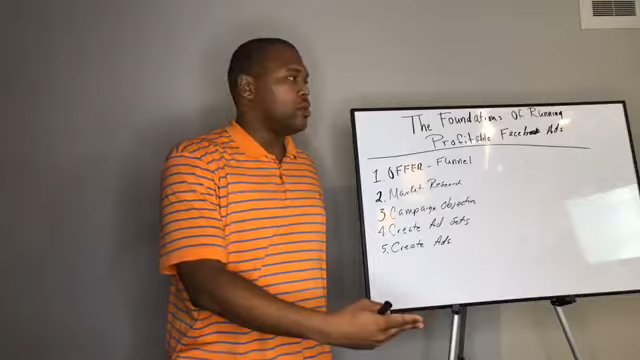 The Foundations Of Running
Profitable Facebook Ads
1. OFFER - Funnel
2. Market Research
3 Campaign Objective
4. Create Ad Sets
5. Create Ads